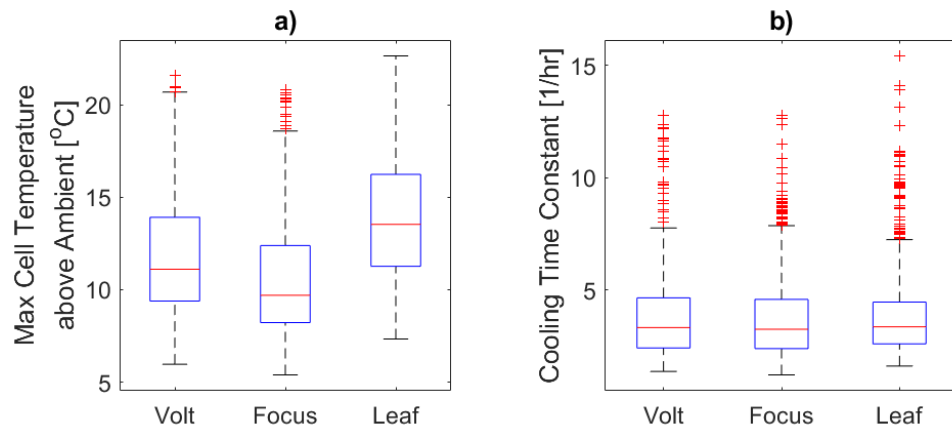 a)
Max Cell Temperature
above Ambient [°C]
20
15
10
5
Volt Focus Leaf
b)
Cooling Time Constant [1/hr]
15
10
5
Volt Focus Leaf